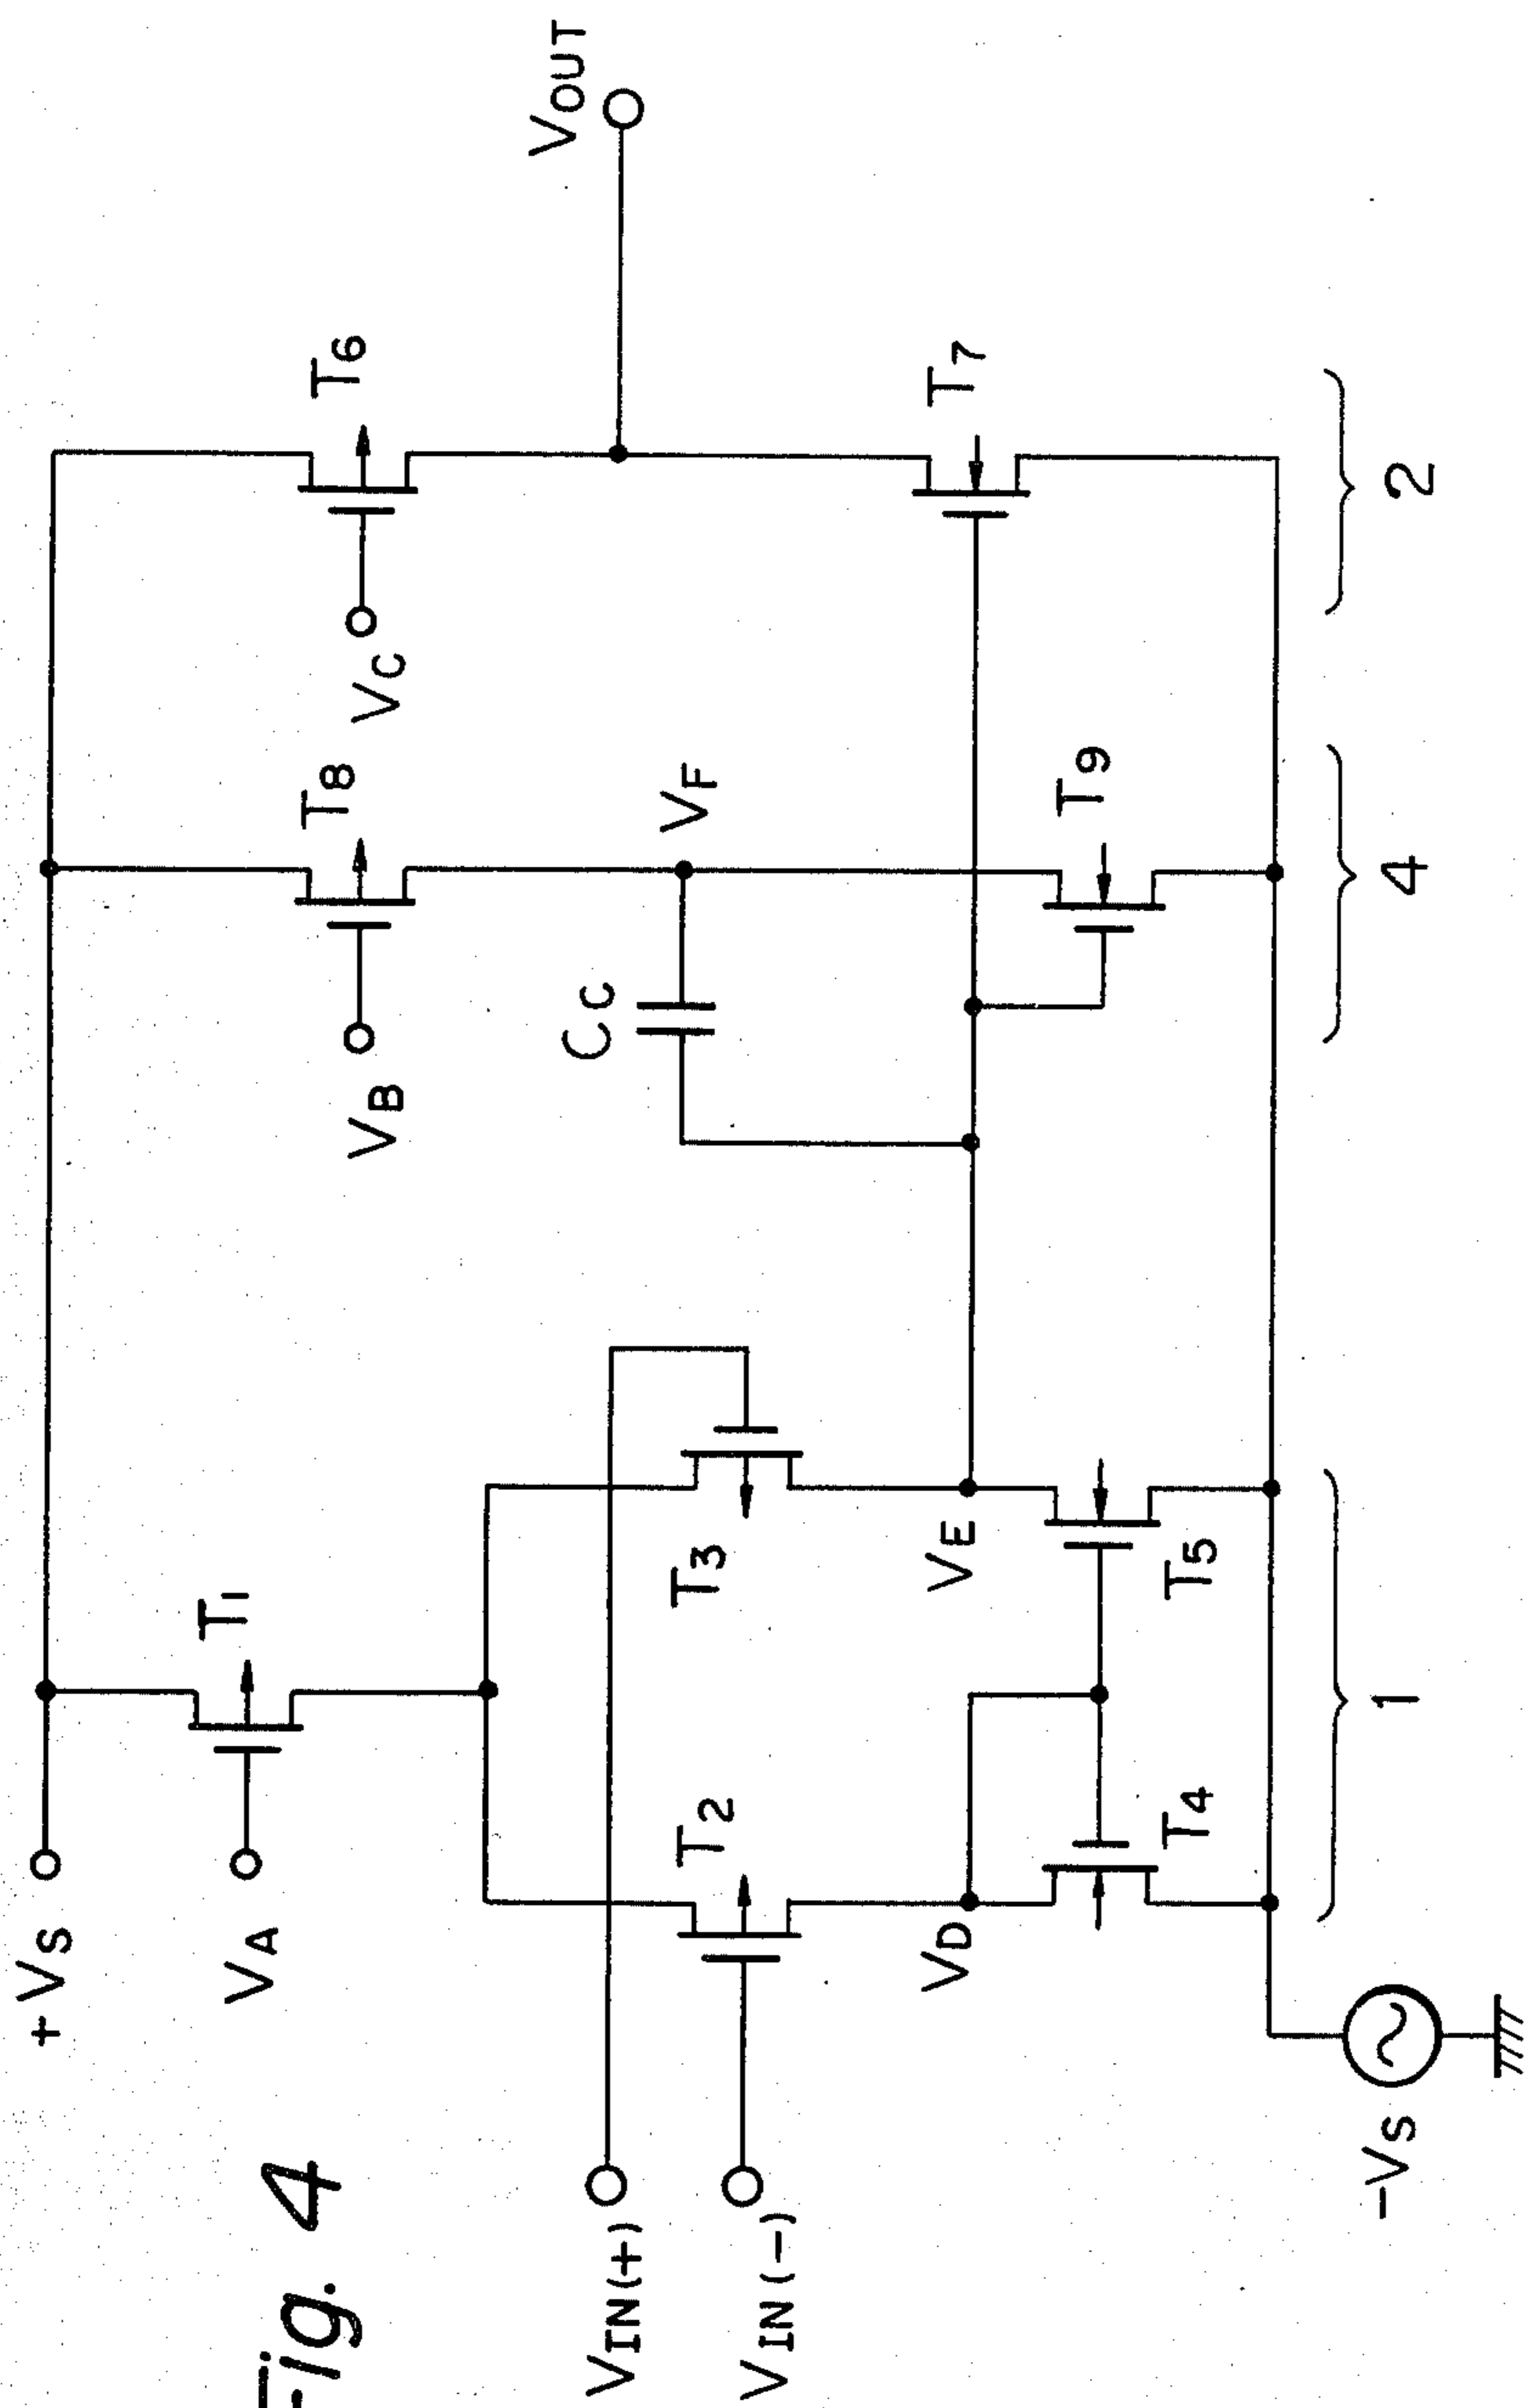 Fig. 4
+VS
VA
T1
VIN(+)
VIN(-)
T2
T3
VD
VE
T4
T5
-VS
1
VB
T8
CC
VF
T9
4
VC
T6
T7
2
VOUT